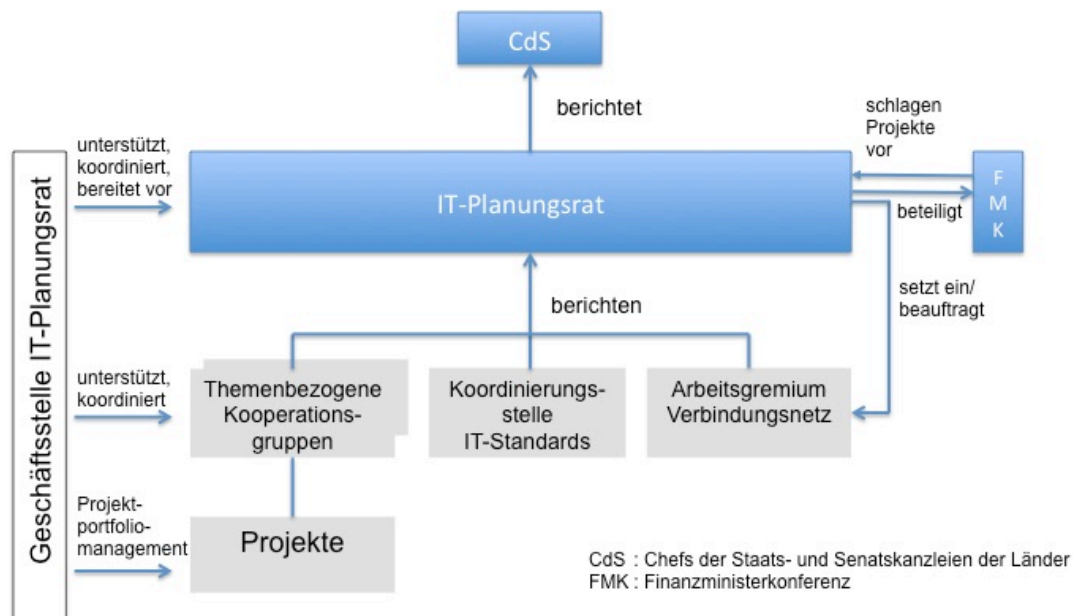 CdS
berichtet
schlagen
Projekte
vor
unterstützt,
koordiniert,
bereitet vor
IT-Planungsrat
F
M
K
beteiligt
setzt ein/
beauftragt
berichten
Geschäftsstelle IT-Planungsrat
unterstützt,
koordiniert
Themenbezogene
Kooperations-
gruppen
Koordinierungs-
stelle
IT-Standards
Arbeitsgremium
Verbindungsnetz
Projekt-
portfolio-
management
Projekte
CdS : Chefs der Staats- und Senatskanzleien der Länder
FMK : Finanzministerkonferenz